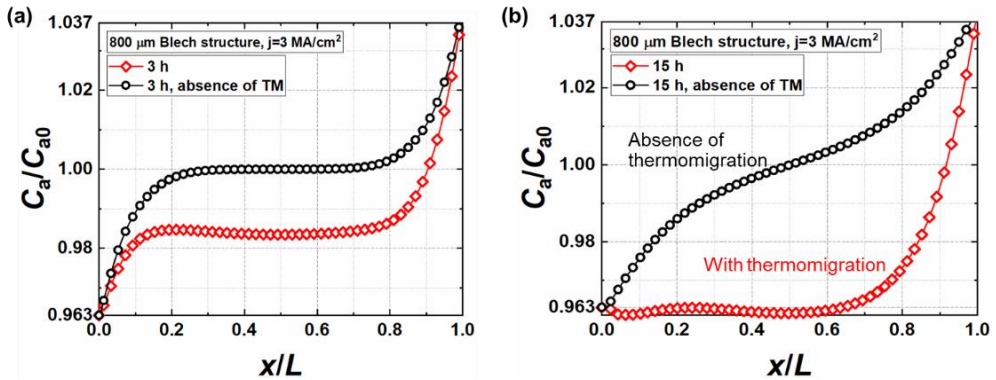 (a)
1.037
1.02
1.00
0.98
0.963
Cₐ/Cₐ₀
800 μm Blech structure, j=3 MA/cm²
3 h
3 h, absence of TM
0.0 0.2 0.4 0.6 0.8 1.0
x/L
(b)
1.037
1.02
1.00
0.98
0.963
Cₐ/Cₐ₀
800 μm Blech structure, j=3 MA/cm²
15 h
15 h, absence of TM
Absence of
thermomigration
With thermomigration
0.0 0.2 0.4 0.6 0.8 1.0
x/L